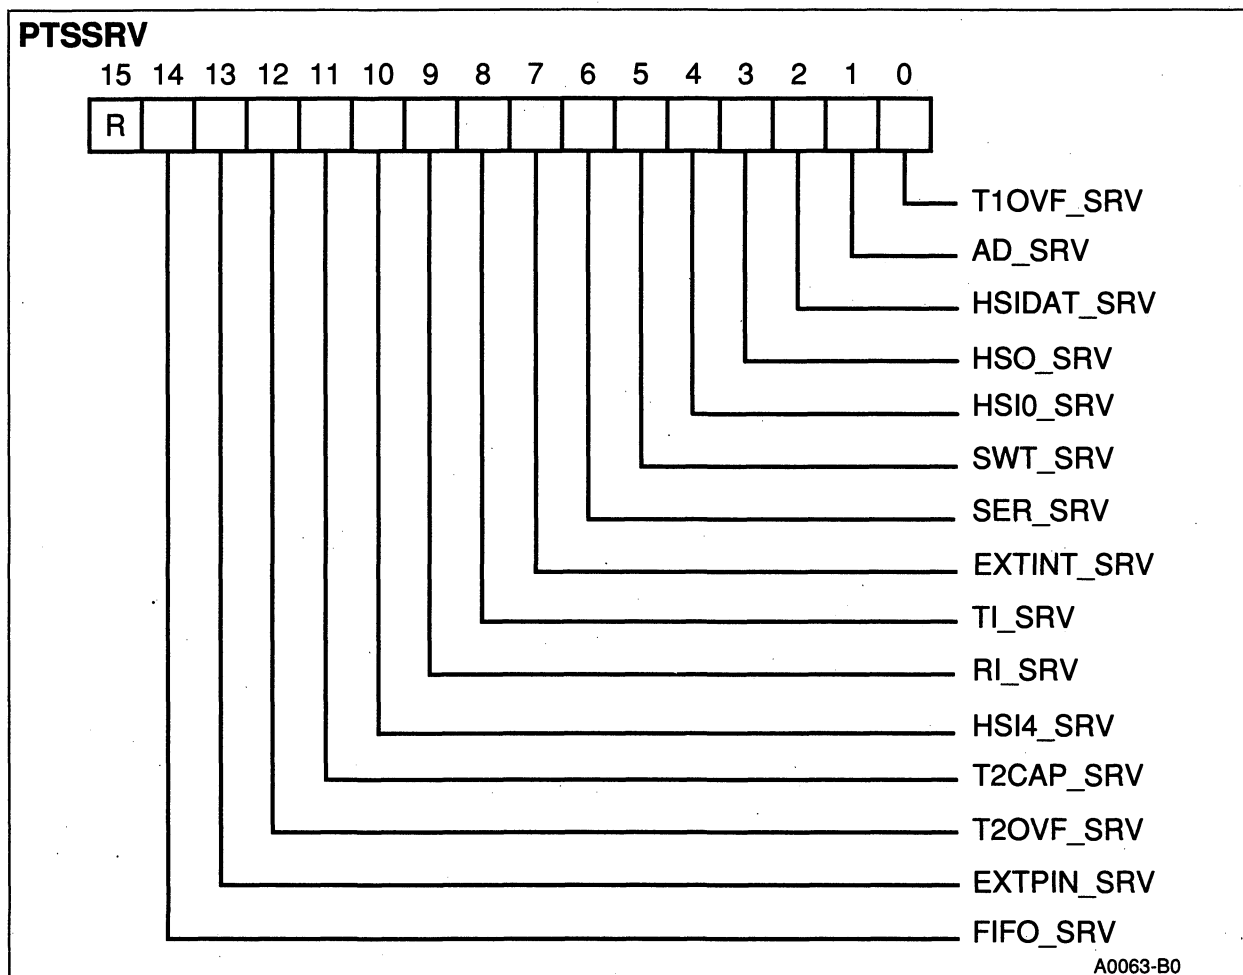 PTSSRV
15 14 13 12 11 10 9 8 7 6 5 4 3 2 1 0
R
T1OVF_SRV
AD_SRV
HSIDAT_SRV
HSO_SRV
HSI0_SRV
SWT_SRV
SER_SRV
EXTINT_SRV
TI_SRV
RI_SRV
HSI4_SRV
T2CAP_SRV
T2OVF_SRV
EXTPIN_SRV
FIFO_SRV
A0063-B0